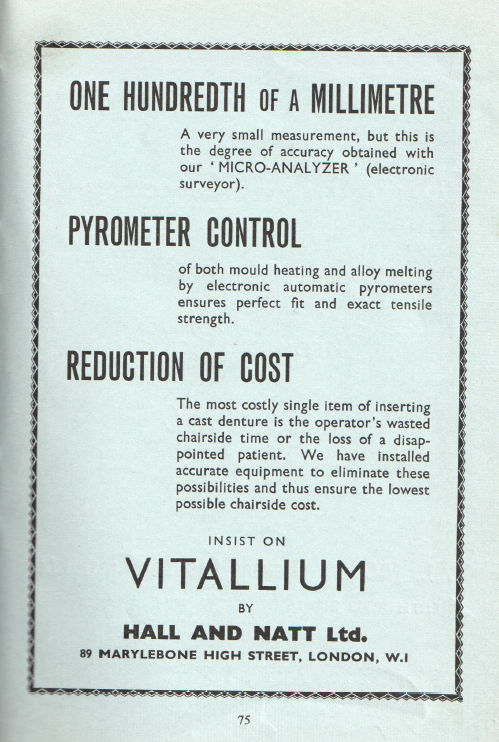 ONE HUNDREDTH OF A MILLIMETRE
A very small measurement, but this is
the degree of accuracy obtained with
our ‘ MICRO-ANALYZER ’ (electronic
surveyor).
PYROMETER CONTROL
of both mould heating and alloy melting
by electronic automatic pyrometers
ensures perfect fit and exact tensile
strength.
REDUCTION OF COST
The most costly single item of inserting
a cast denture is the operator’s wasted
chairside time or the loss of a disap-
pointed patient. We have installed
accurate equipment to eliminate these
possibilities and thus ensure the lowest
possible chairside cost.
INSIST ON
VITALLIUM
BY
HALL AND NATT Ltd.
89 MARYLEBONE HIGH STREET, LONDON, W.I
75